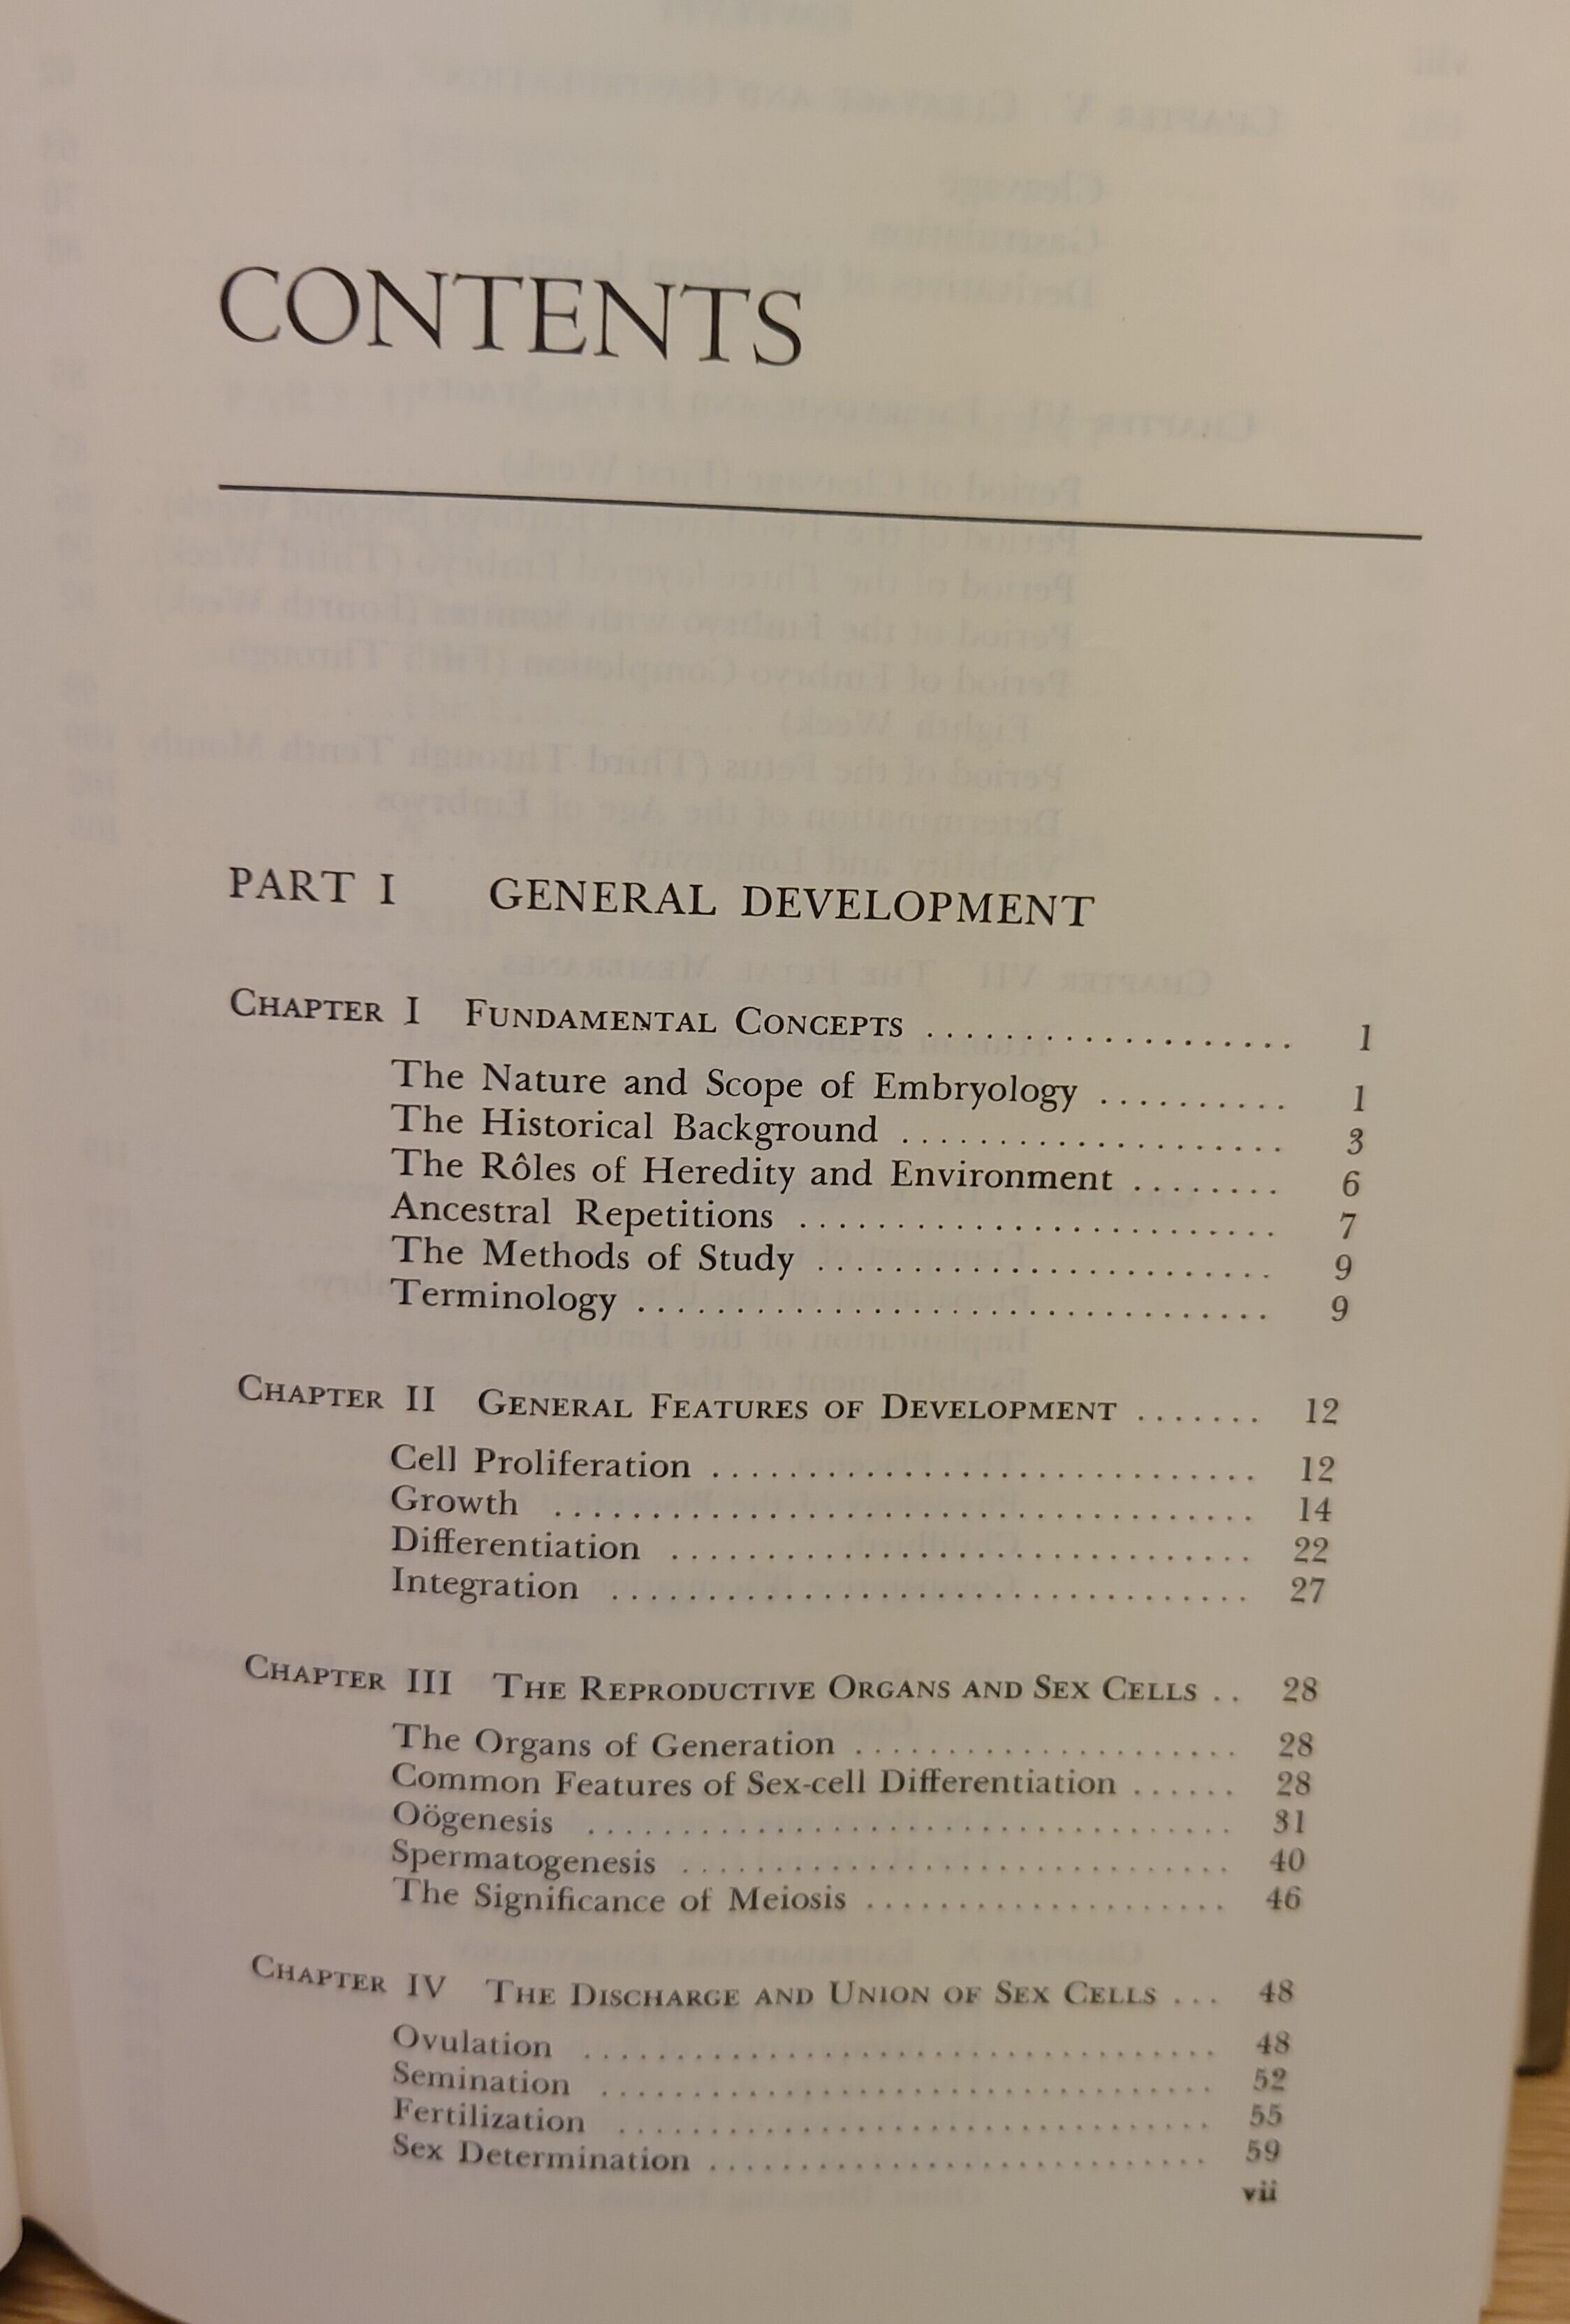 CONTENTS
PART I GENERAL DEVELOPMENT
CHAPTER I FUNDAMENTAL CONCEPTS .................... 1
The Nature and Scope of Embryology .......... 1
The Historical Background .................... 3
The Rôles of Heredity and Environment ........ 6
Ancestral Repetitions ......................... 7
The Methods of Study ........................ 9
Terminology .................................. 9
CHAPTER II GENERAL FEATURES OF DEVELOPMENT ....... 12
Cell Proliferation ............................. 12
Growth ...................................... 14
Differentiation .............................. 22
Integration .................................. 27
CHAPTER III THE REPRODUCTIVE ORGANS AND SEX CELLS .. 28
The Organs of Generation ..................... 28
Common Features of Sex-cell Differentiation ...... 28
Oögenesis ................................... 31
Spermatogenesis .............................. 40
The Significance of Meiosis .................... 46
CHAPTER IV THE DISCHARGE AND UNION OF SEX CELLS ... 48
Ovulation ................................... 48
Semination .................................. 52
Fertilization ................................. 55
Sex Determination ............................ 59
vii